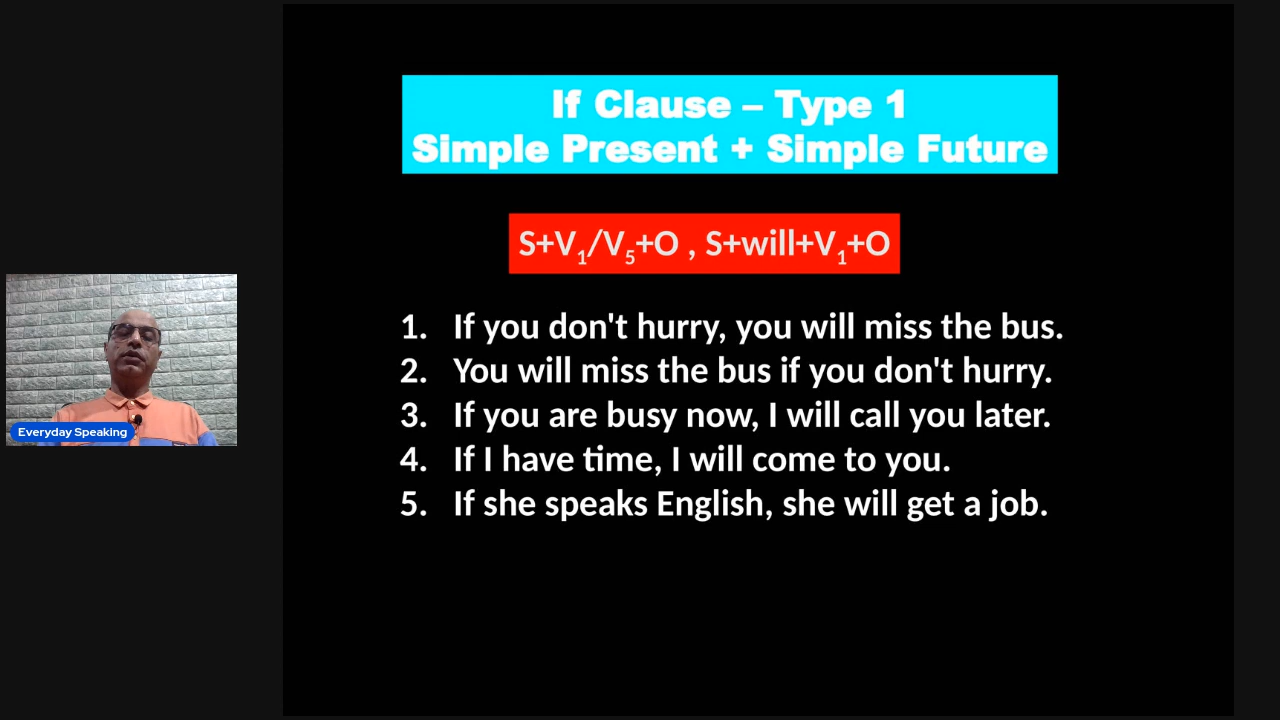 If Clause – Type 1
Simple Present + Simple Future
S+V1/V5+O , S+will+V1+O
1. If you don't hurry, you will miss the bus.
2. You will miss the bus if you don't hurry.
3. If you are busy now, I will call you later.
4. If I have time, I will come to you.
5. If she speaks English, she will get a job.
Everyday Speaking